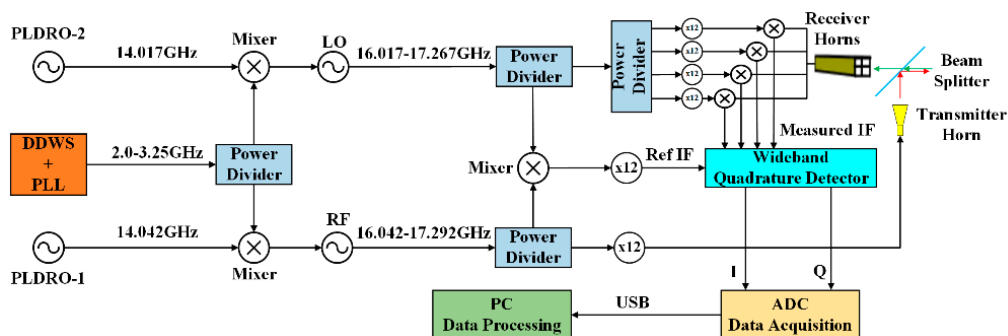 PLDRO-2
14.017GHz
Mixer
LO
16.017-17.267GHz
Power
Divider
Power
Divider
x12
x12
x12
x12
Receiver
Horns
Beam
Splitter
Transmitter
Horn
Measured IF
DDWS
+
PLL
2.0-3.25GHz
Power
Divider
Mixer
x12
Ref IF
Wideband
Quadrature Detector
PLDRO-1
14.042GHz
Mixer
RF
16.042-17.292GHz
Power
Divider
x12
I
Q
PC
Data Processing
USB
ADC
Data Acquisition